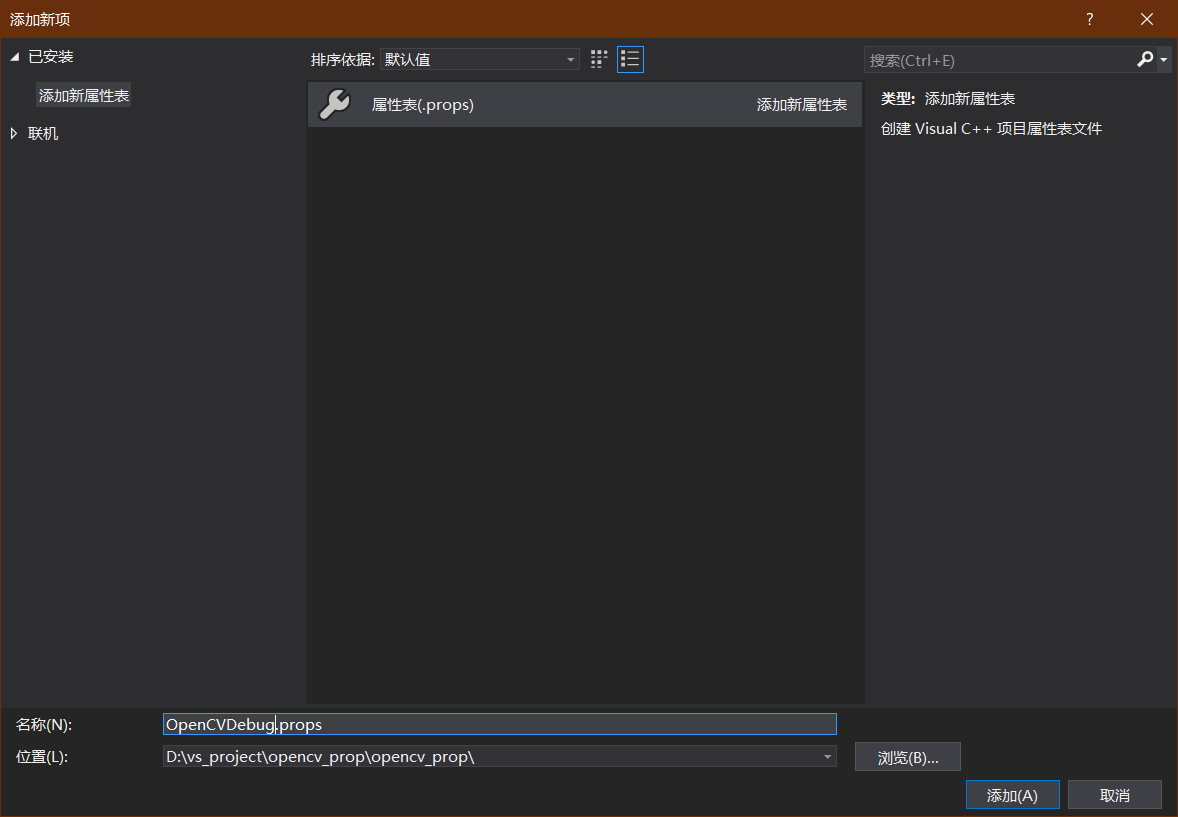 添加新项
?
已安装
添加新属性表
联机
排序依据: 默认值
属性表(.props) 添加新属性表
搜索(Ctrl+E)
类型: 添加新属性表
创建 Visual C++ 项目属性表文件
名称(N): OpenCVDebug.props
位置(L): D:\vs_project\opencv_prop\opencv_prop\
浏览(B)...
添加(A) 取消